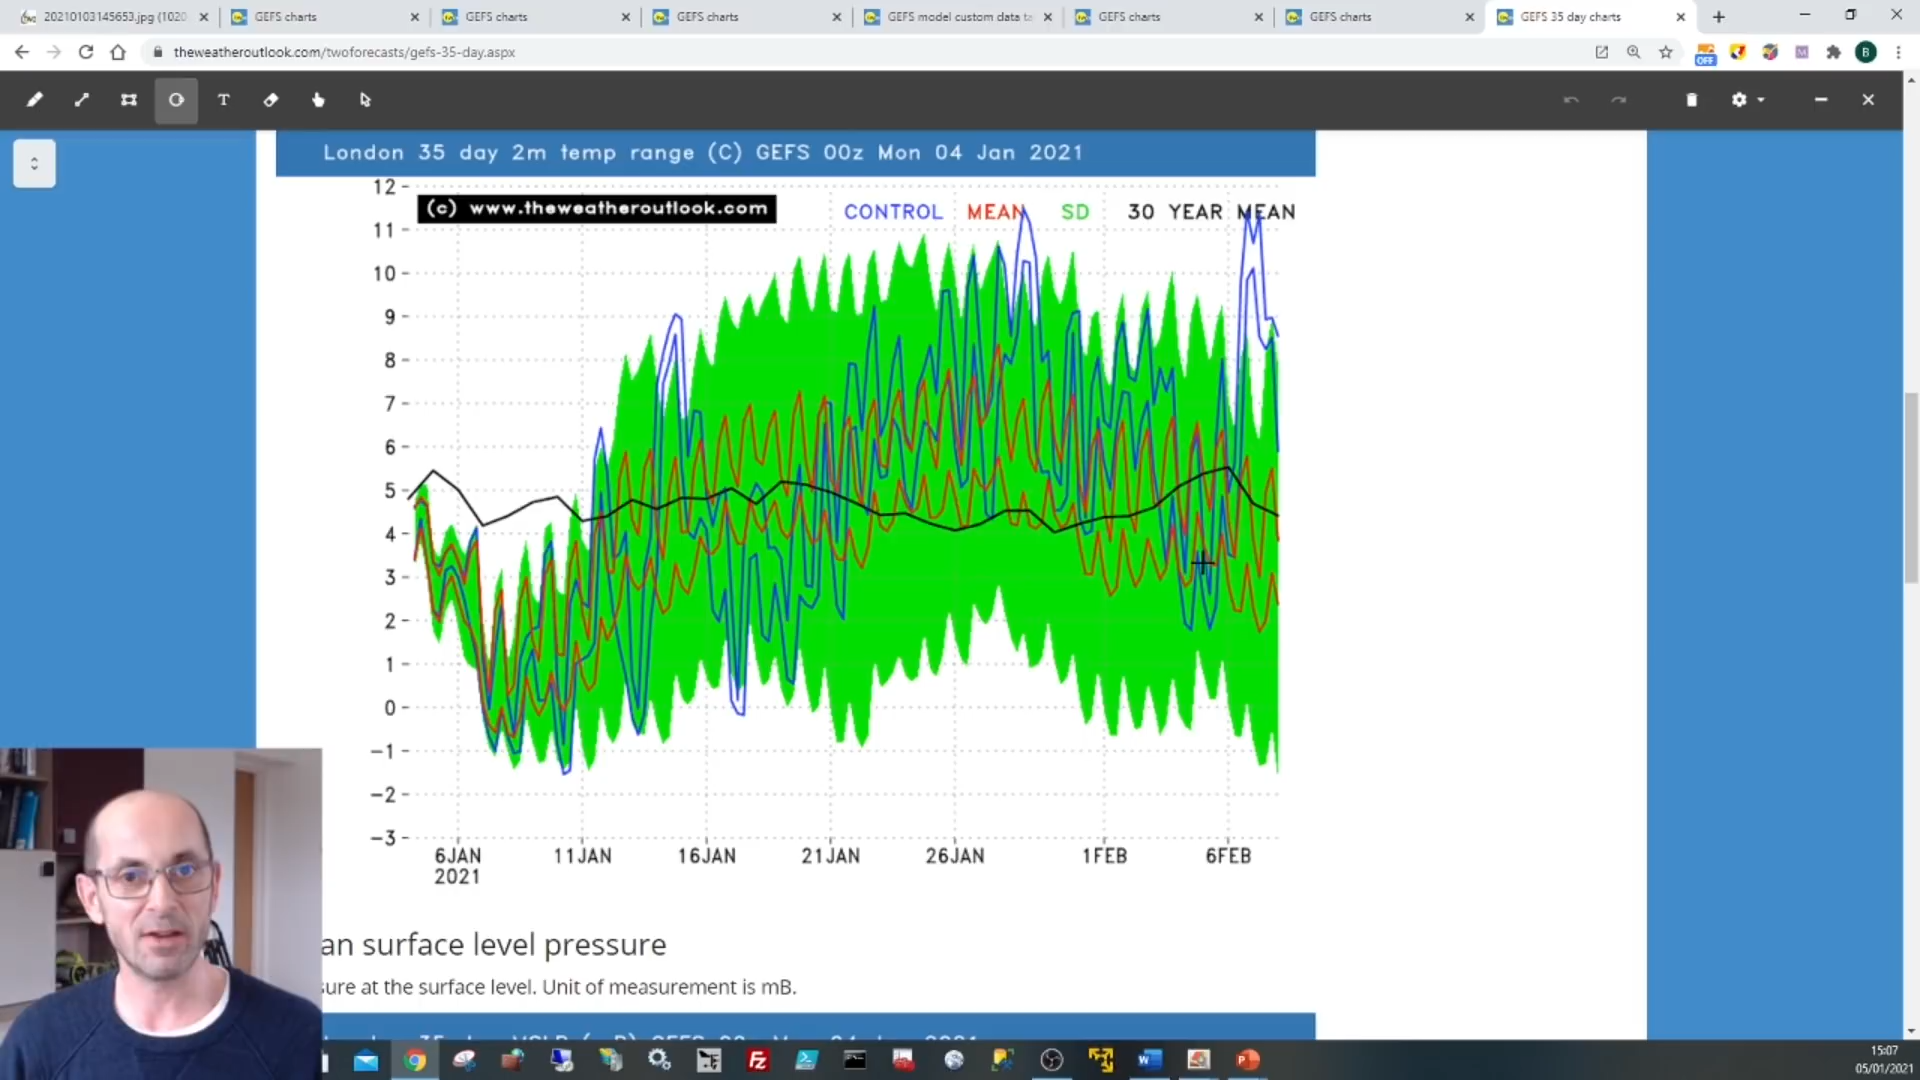 20210103145653.jpg (1020
GEFS charts
GEFS charts
GEFS charts
GEFS model custom data ta
GEFS charts
GEFS charts
GEFS 35 day charts
theweatheroutlook.com/twoforecasts/gefs-35-day.aspx
OFF
B
T
London 35 day 2m temp range (C) GEFS 00z Mon 04 Jan 2021
(c) www.theweatheroutlook.com
CONTROL MEAN SD 30 YEAR MEAN
12
11
10
9
8
7
6
5
4
3
2
1
0
-1
-2
-3
6JAN 11JAN 16JAN 21JAN 26JAN 1FEB 6FEB
2021
an surface level pressure
sure at the surface level. Unit of measurement is mB.
15:07
05/01/2021